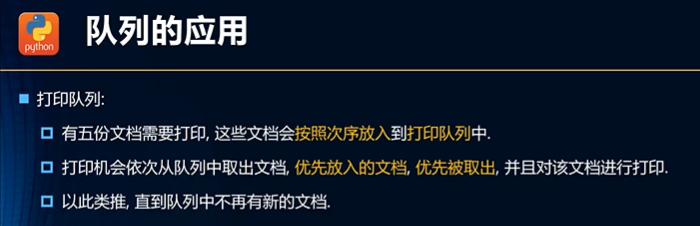 python
队列的应用
打印队列:
有五份文档需要打印, 这些文档会按照次序放入到打印队列中.
打印机会依次从队列中取出文档, 优先放入的文档, 优先被取出, 并且对该文档进行打印.
以此类推, 直到队列中不再有新的文档.